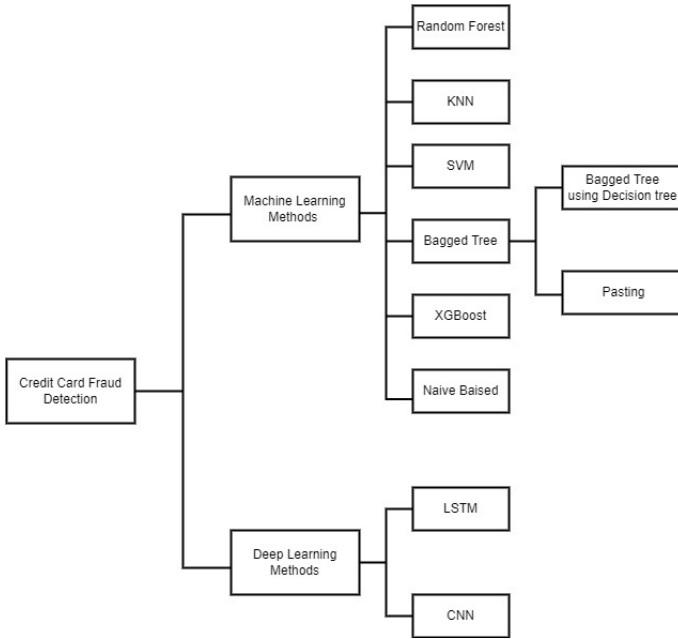 Random Forest
KNN
SVM
Machine Learning
Methods
Bagged Tree
Bagged Tree
using Decision tree
Pasting
XGBoost
Naive Baised
Credit Card Fraud
Detection
LSTM
Deep Learning
Methods
CNN